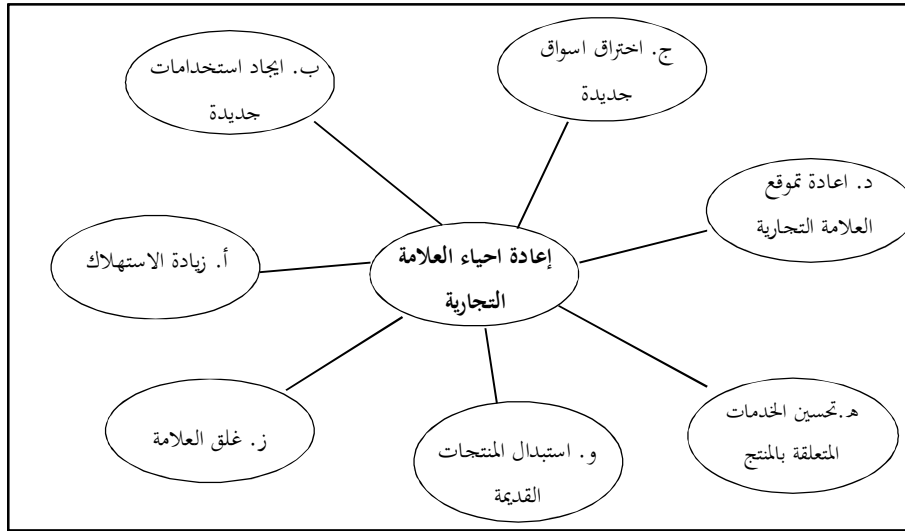 ج. اختراق اسواق
جديدة
ب. ايجاد استخدامات
جديدة
د. اعادة تموقع
العلامة التجارية
أ. زيادة الاستهلاك
إعادة احياء العلامة
التجارية
هـ.تحسين الخدمات
المتعلقة بالمنتج
و. استبدال المنتجات
القديمة
ز. غلق العلامة